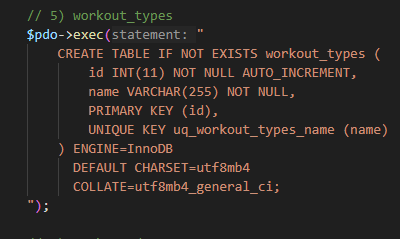 // 5) workout_types
$pdo->exec(statement: "
    CREATE TABLE IF NOT EXISTS workout_types (
        id INT(11) NOT NULL AUTO_INCREMENT,
        name VARCHAR(255) NOT NULL,
        PRIMARY KEY (id),
        UNIQUE KEY uq_workout_types_name (name)
    ) ENGINE=InnoDB
      DEFAULT CHARSET=utf8mb4
      COLLATE=utf8mb4_general_ci;
");